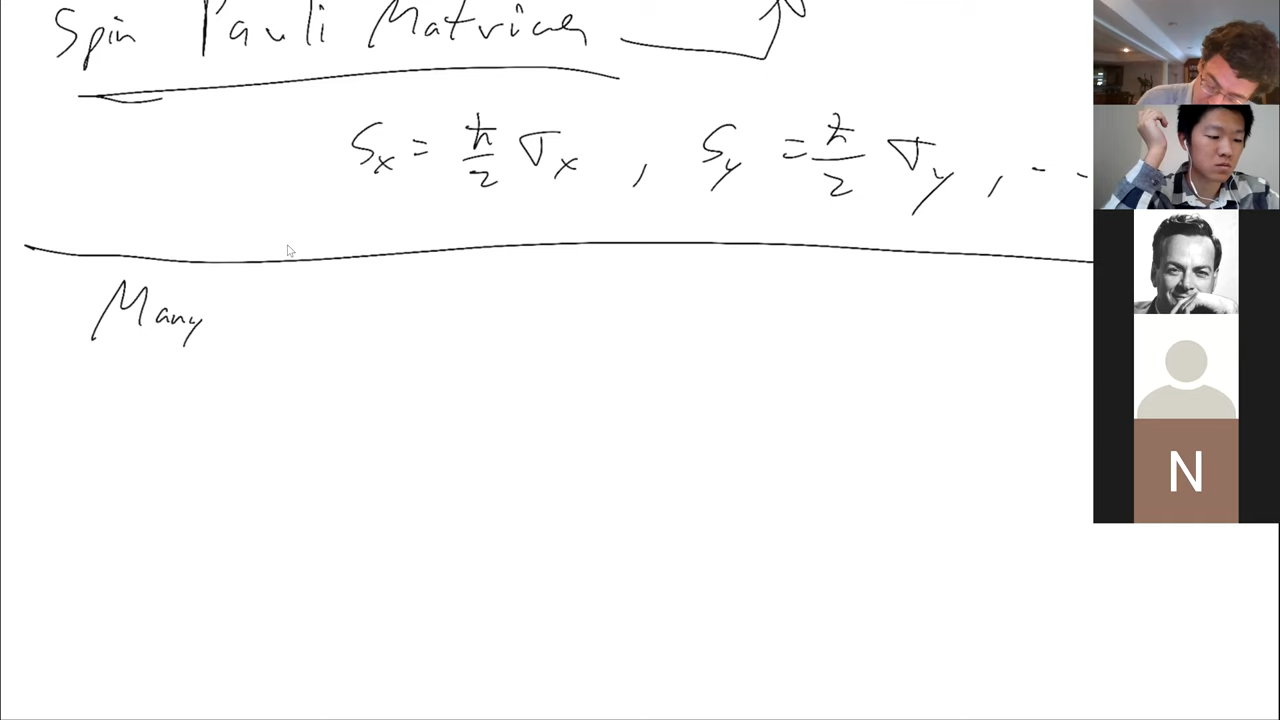 Spin Pauli Matrices
Sx = ħ/2 σx , Sy = ħ/2 σy , ...
Many
N